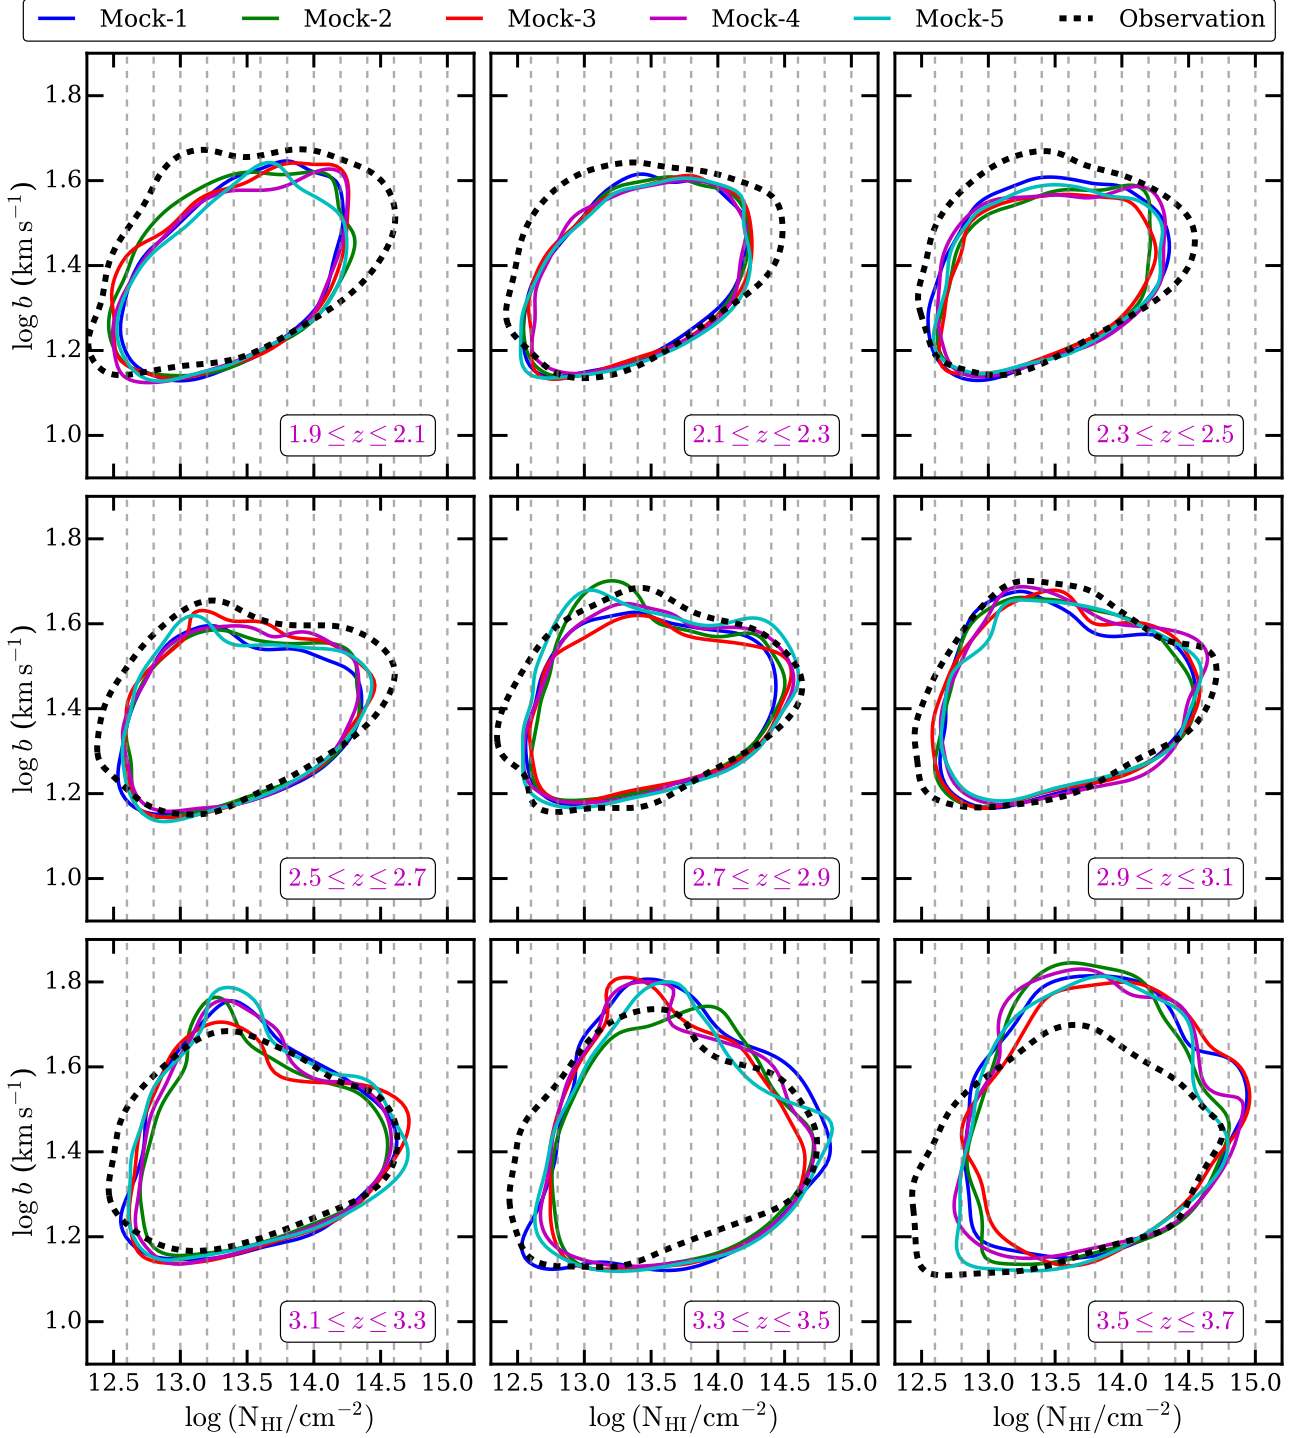 Mock-1 Mock-2 Mock-3 Mock-4 Mock-5 Observation
1.8
1.6
1.4
1.2
1.0
log b (km s⁻¹)
1.9 ≤ z ≤ 2.1
2.1 ≤ z ≤ 2.3
2.3 ≤ z ≤ 2.5
1.8
1.6
1.4
1.2
1.0
log b (km s⁻¹)
2.5 ≤ z ≤ 2.7
2.7 ≤ z ≤ 2.9
2.9 ≤ z ≤ 3.1
1.8
1.6
1.4
1.2
1.0
log b (km s⁻¹)
3.1 ≤ z ≤ 3.3
3.3 ≤ z ≤ 3.5
3.5 ≤ z ≤ 3.7
12.5 13.0 13.5 14.0 14.5 15.0
12.5 13.0 13.5 14.0 14.5 15.0
12.5 13.0 13.5 14.0 14.5 15.0
log (N_HI/cm⁻²)
log (N_HI/cm⁻²)
log (N_HI/cm⁻²)